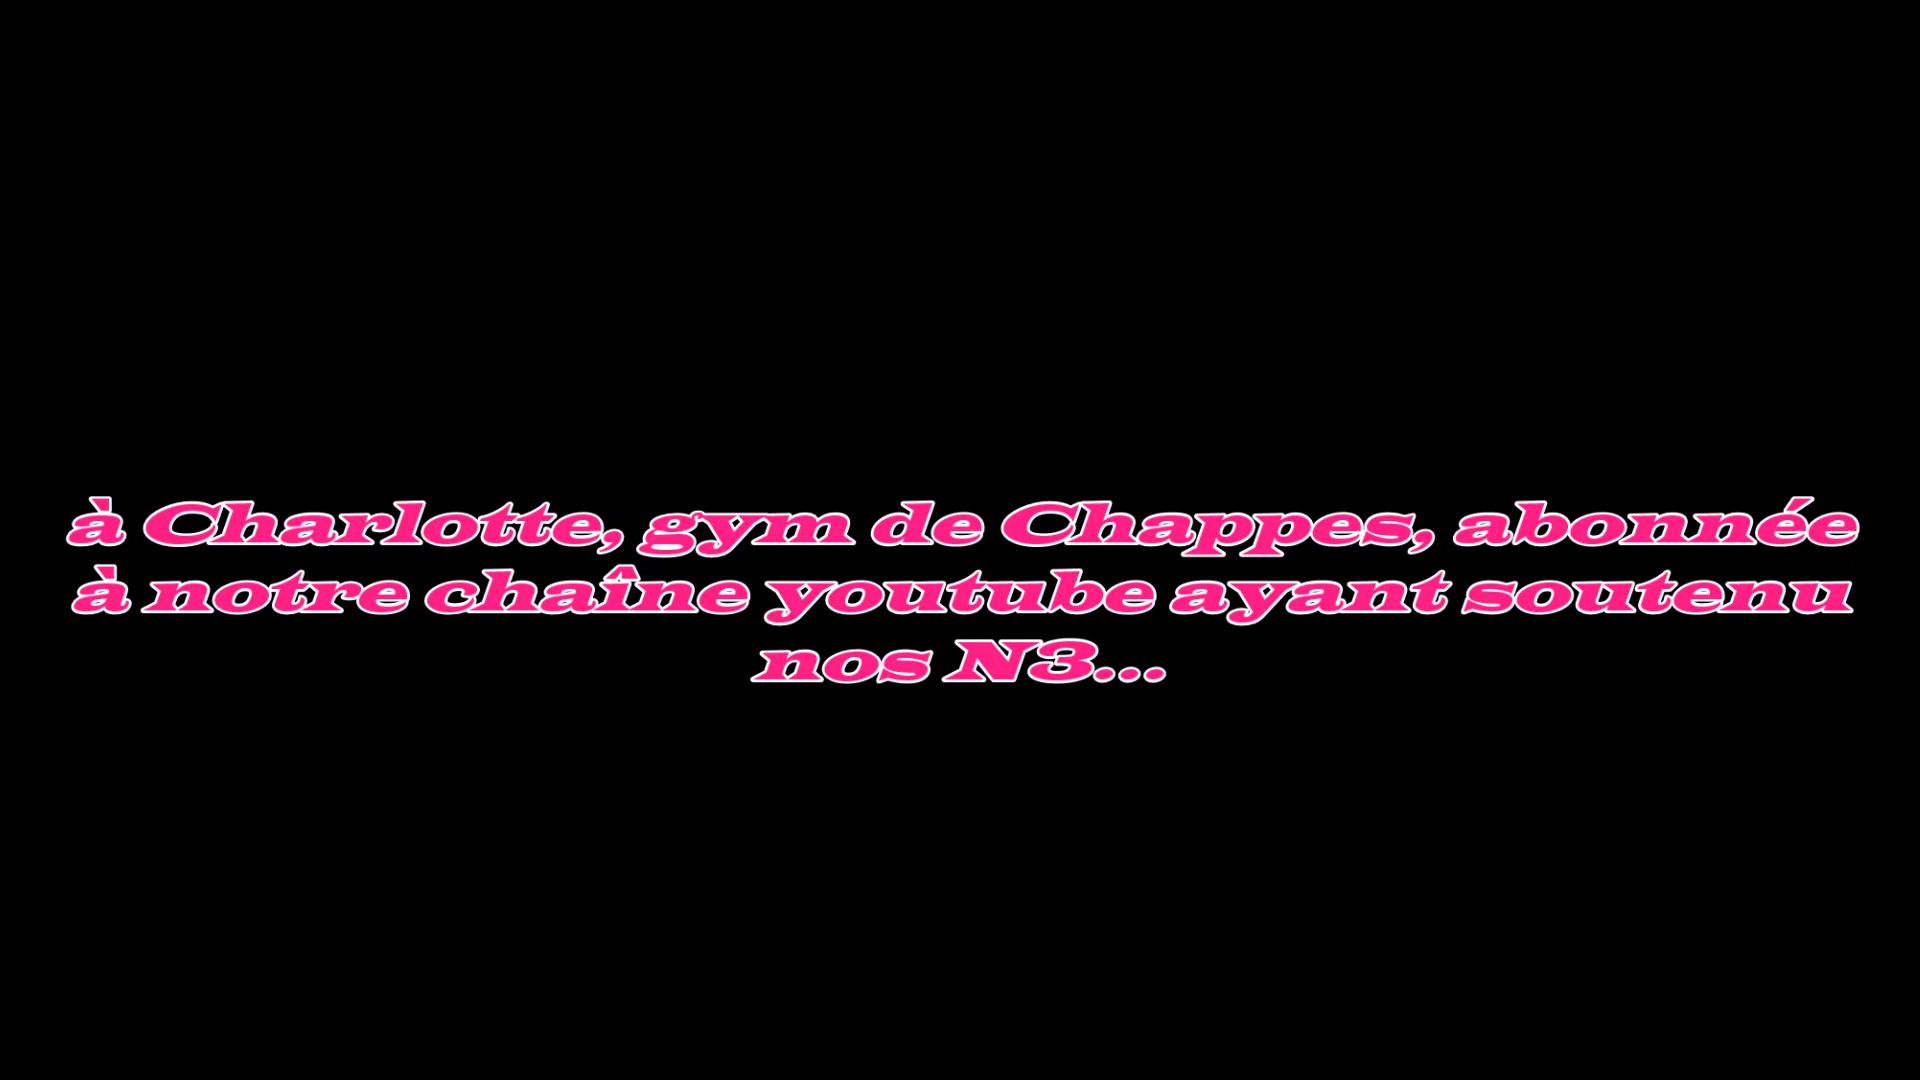 à Charlotte, gym de Chappes, abonnée
à notre chaîne youtube ayant soutenu
nos N3...